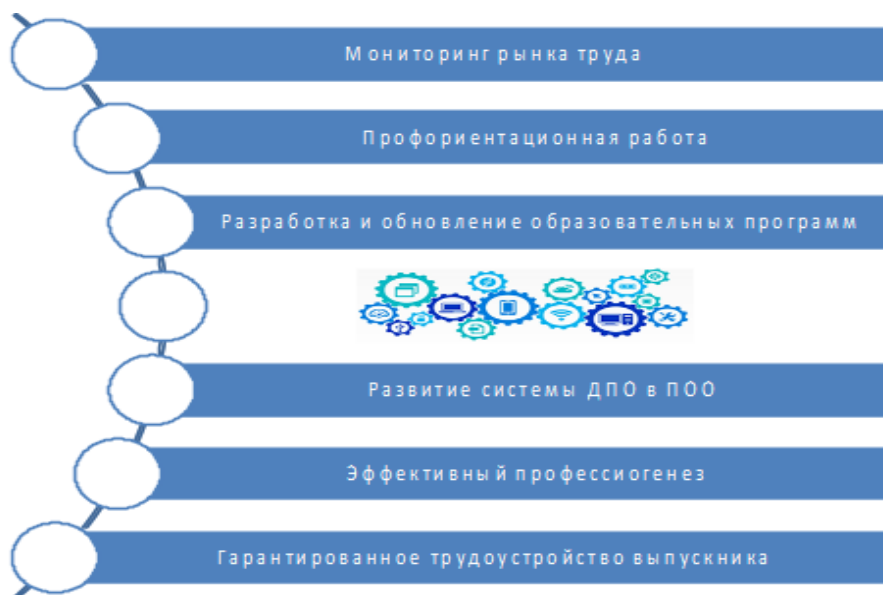 Мониторинг рынка труда
Профориентационная работа
Разработка и обновление образовательных программ
Развитие системы ДПО в ПОО
Эффективный профессиогенез
Гарантированное трудоустройство выпускника